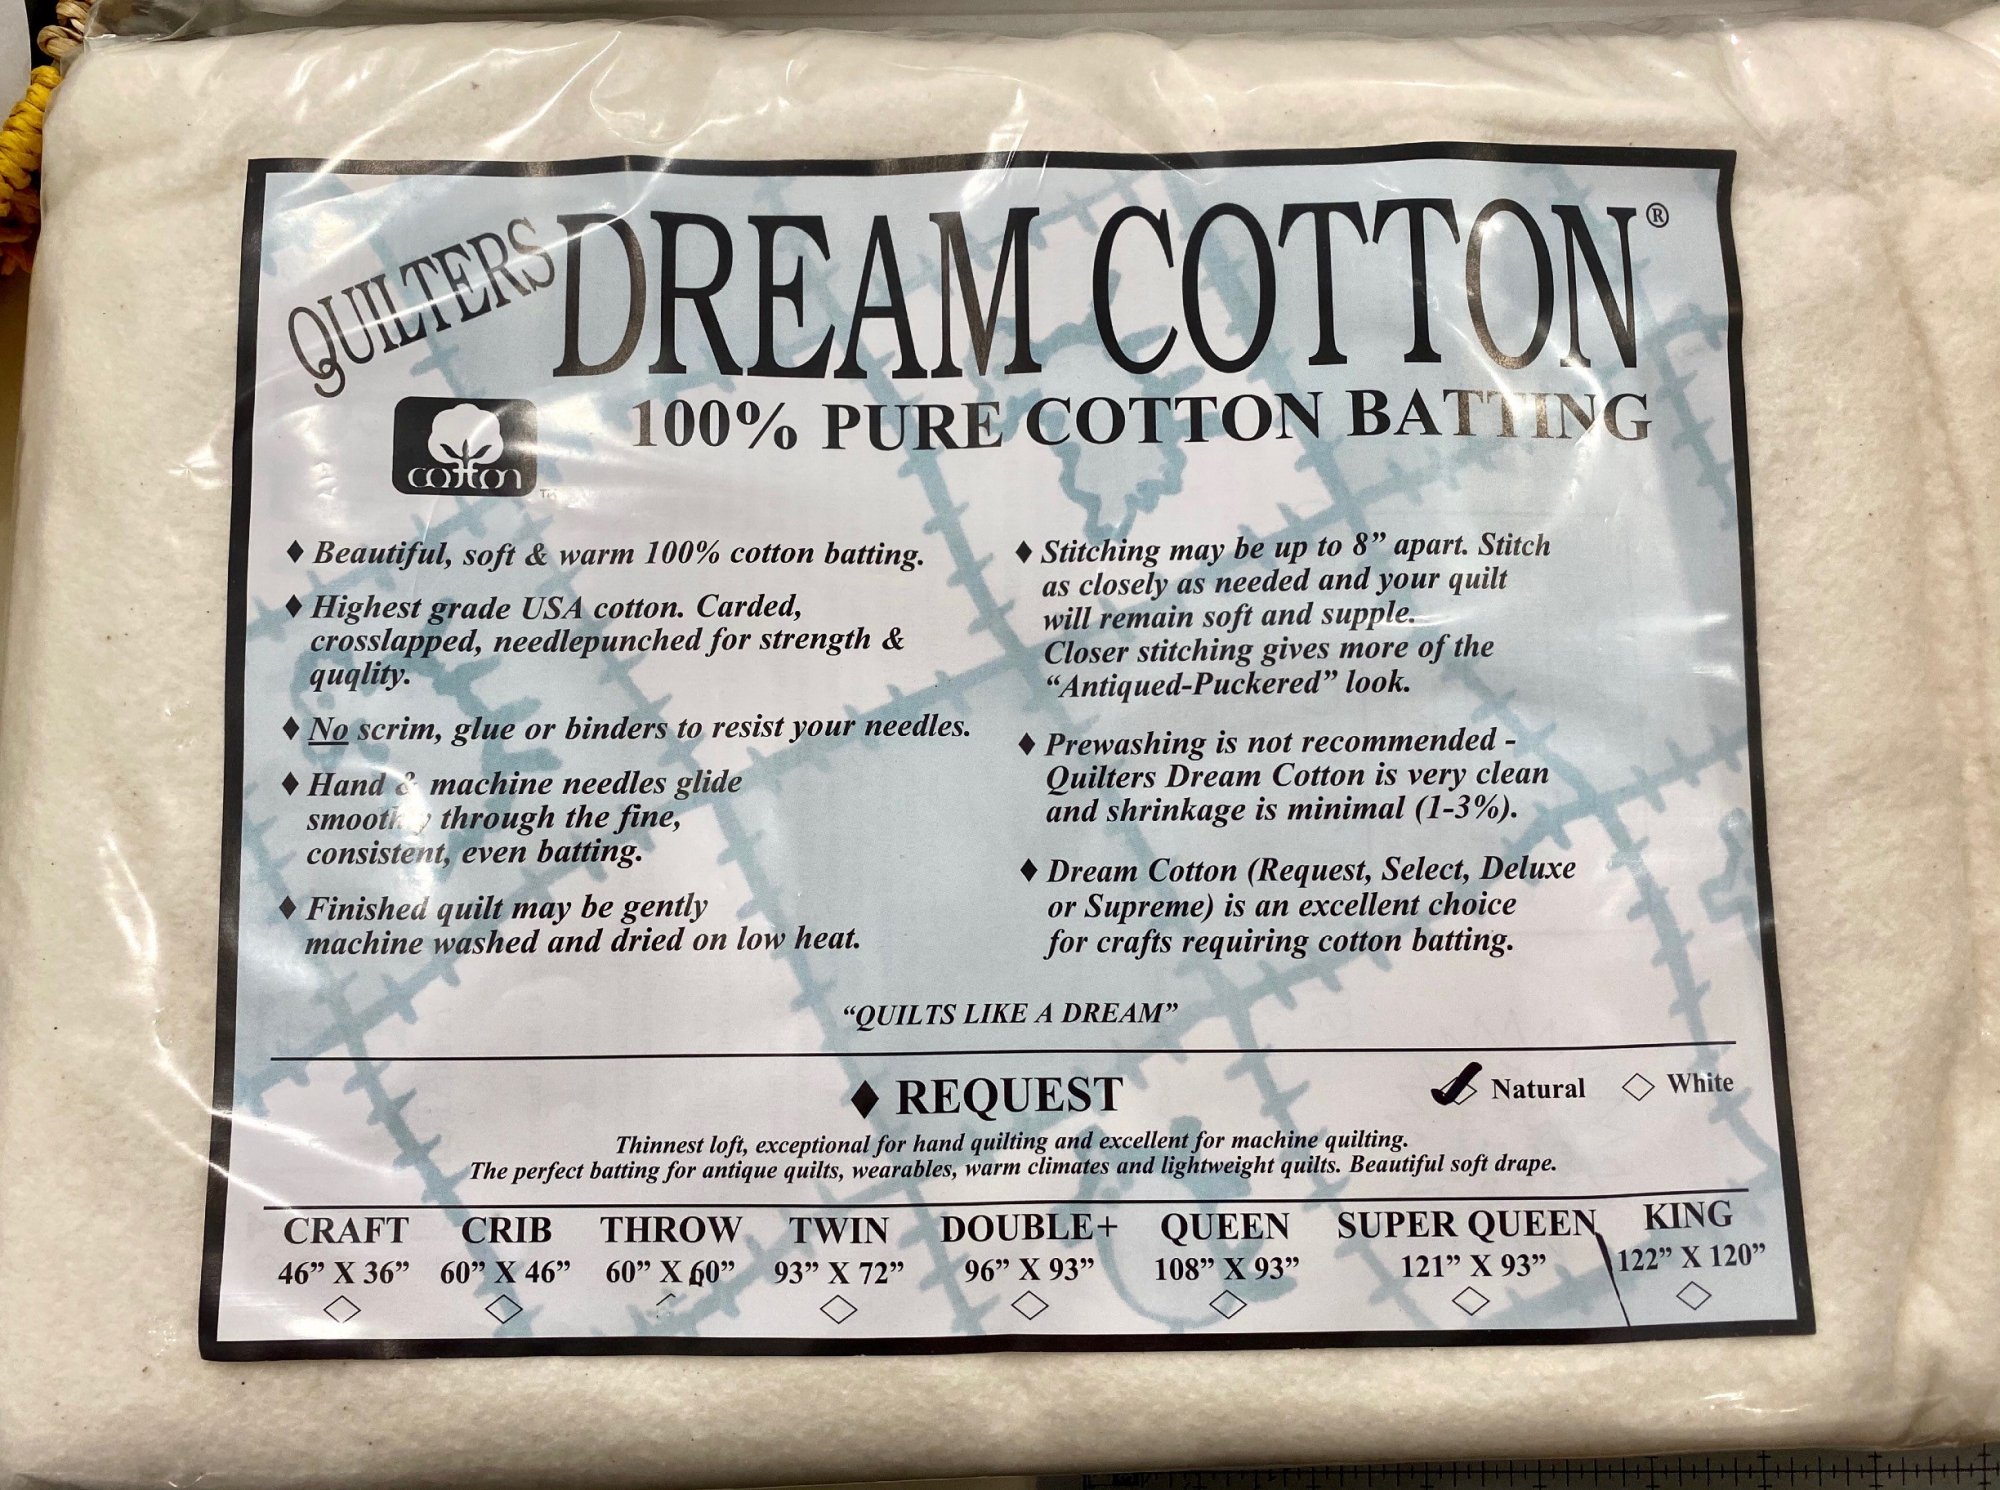 QUILTERS DREAM COTTON®
100% PURE COTTON BATTING
cotton
TM
♦ Beautiful, soft & warm 100% cotton batting.
♦ Highest grade USA cotton. Carded,
crosslapped, needlepunched for strength &
quqlity.
♦ No scrim, glue or binders to resist your needles.
♦ Hand & machine needles glide
smoothly through the fine,
consistent, even batting.
♦ Finished quilt may be gently
machine washed and dried on low heat.
♦ Stitching may be up to 8” apart. Stitch
as closely as needed and your quilt
will remain soft and supple.
Closer stitching gives more of the
“Antiqued-Puckered” look.
♦ Prewashing is not recommended -
Quilters Dream Cotton is very clean
and shrinkage is minimal (1-3%).
♦ Dream Cotton (Request, Select, Deluxe
or Supreme) is an excellent choice
for crafts requiring cotton batting.
“QUILTS LIKE A DREAM”
♦ REQUEST
Natural ◇ White
Thinnest loft, exceptional for hand quilting and excellent for machine quilting.
The perfect batting for antique quilts, wearables, warm climates and lightweight quilts. Beautiful soft drape.
CRAFT CRIB THROW TWIN DOUBLE+ QUEEN SUPER QUEEN KING
46” X 36” 60” X 46” 60” X 60” 93” X 72” 96” X 93” 108” X 93” 121” X 93” 122” X 120”